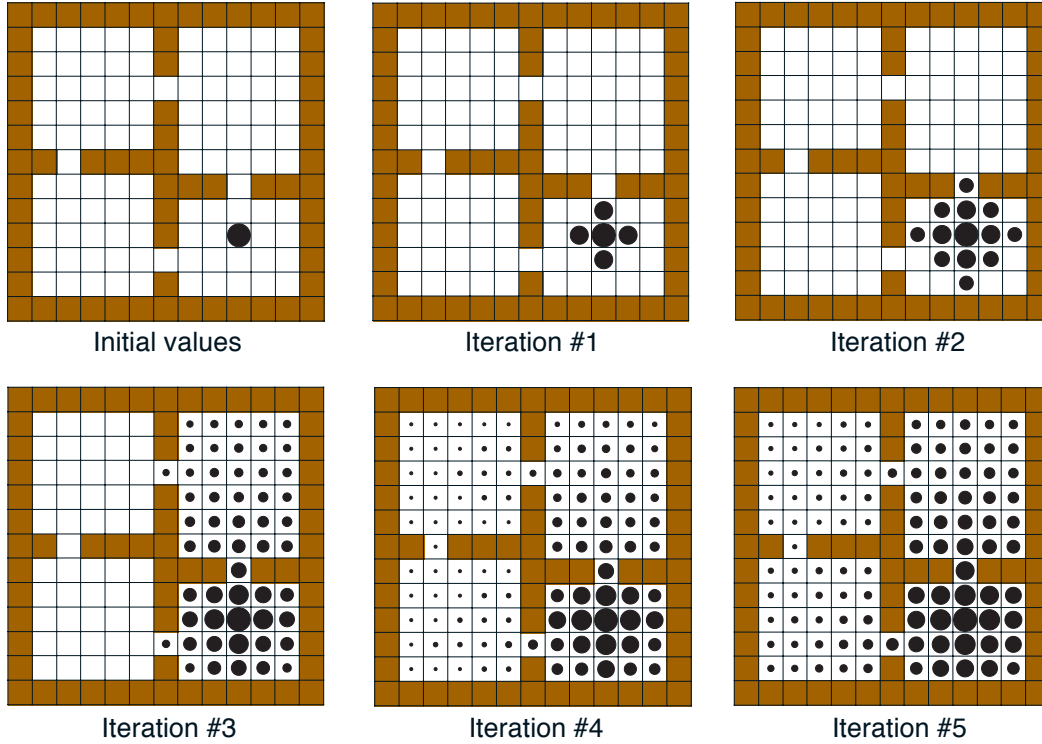 Initial values
Iteration #1
Iteration #2
Iteration #3
Iteration #4
Iteration #5